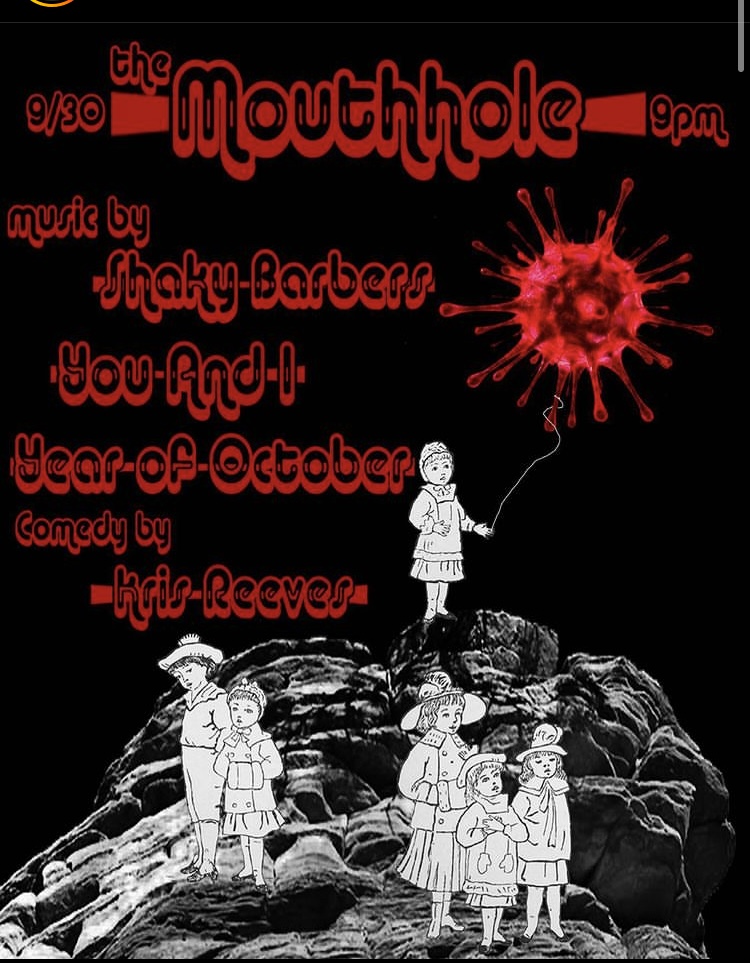 the
9/30 Mouthhole 9pm
music by
Shaky Barbers
You And I
Year of October
Comedy by
Kris Reeves